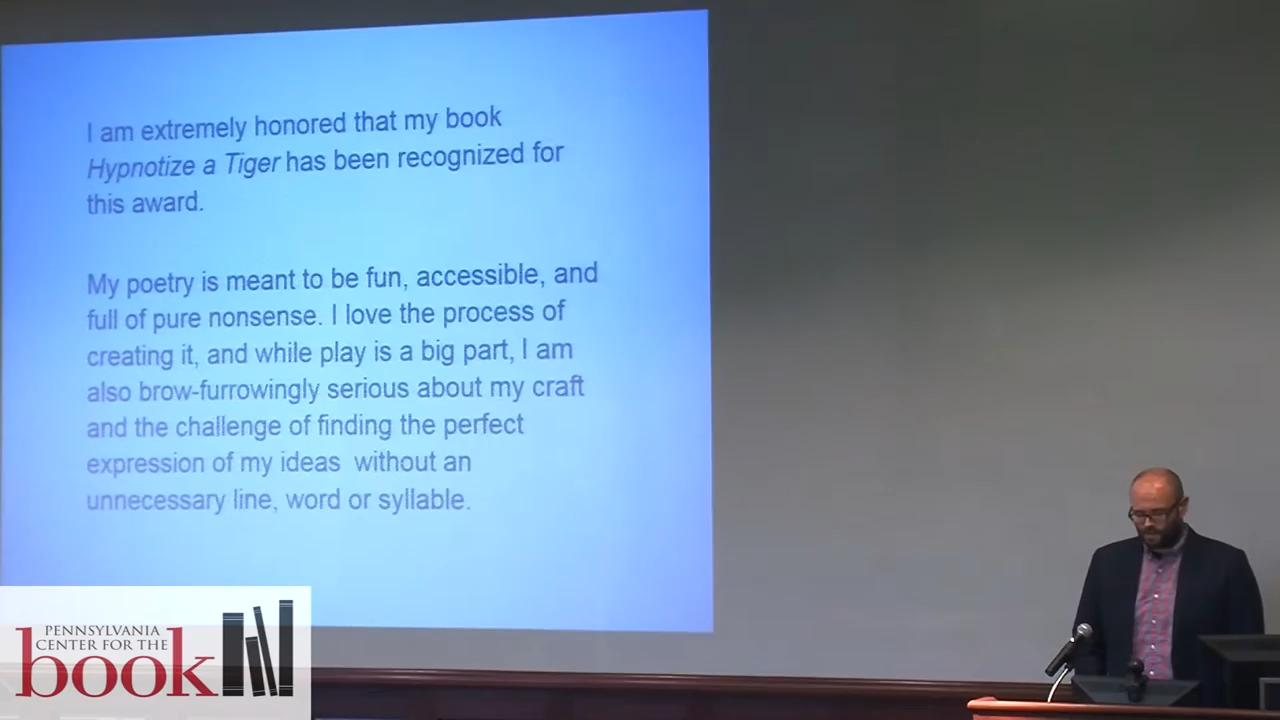 I am extremely honored that my book
Hypnotize a Tiger has been recognized for
this award.
My poetry is meant to be fun, accessible, and
full of pure nonsense. I love the process of
creating it, and while play is a big part, I am
also brow-furrowingly serious about my craft
and the challenge of finding the perfect
expression of my ideas  without an
unnecessary line, word or syllable.
PENNSYLVANIA
CENTER FOR THE
book